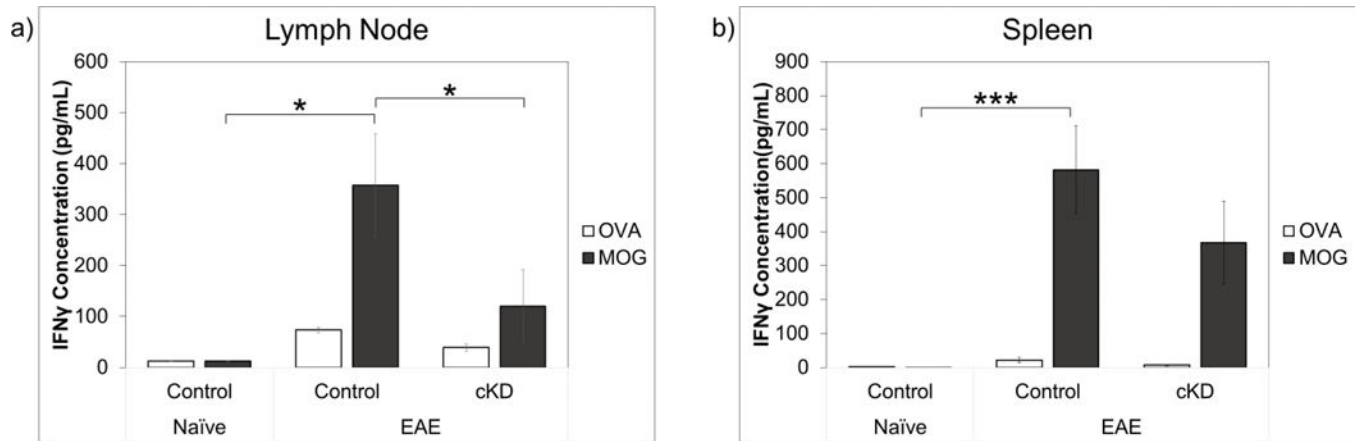 a)
Lymph Node
IFNγ Concentration (pg/mL)
600
500
400
300
200
100
0
*
*
OVA
MOG
Control
Control
cKD
Naïve
EAE
b)
Spleen
IFNγ Concentration(pg/mL)
900
800
700
600
500
400
300
200
100
0
***
OVA
MOG
Control
Control
cKD
Naïve
EAE